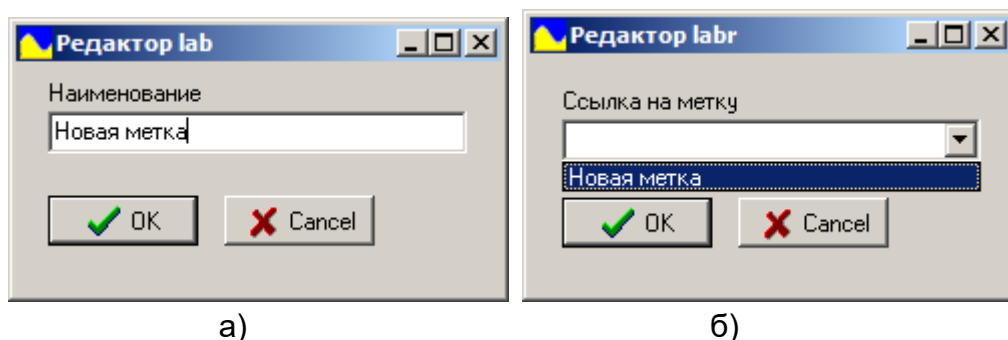 Редактор lab
Наименование
Новая метка
OK
Cancel
Редактор labr
Ссылка на метку
Новая метка
OK
Cancel
а)
б)